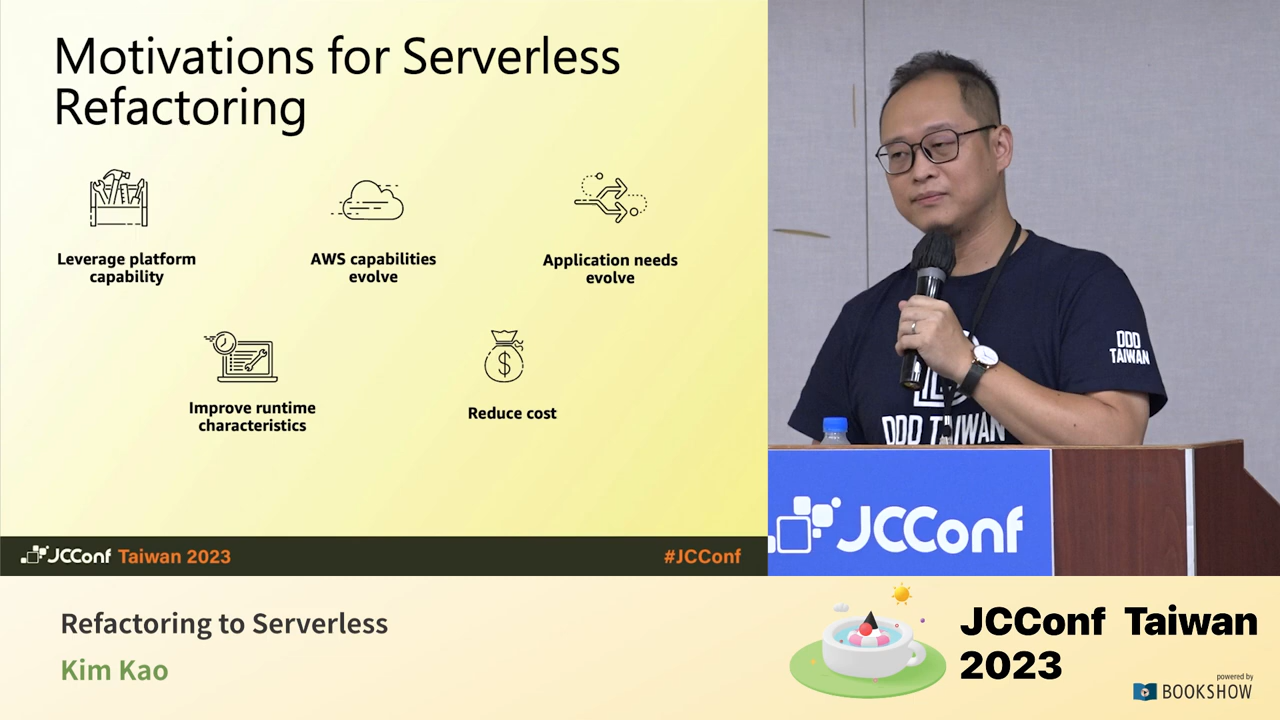 Motivations for Serverless
Refactoring
Leverage platform
capability
AWS capabilities
evolve
Application needs
evolve
Improve runtime
characteristics
Reduce cost
JCConf Taiwan 2023
#JCConf
DDD
TAIWAN
DDD TAIWAN
JCConf
Refactoring to Serverless
Kim Kao
JCConf Taiwan
2023
powered by
BOOKSHOW